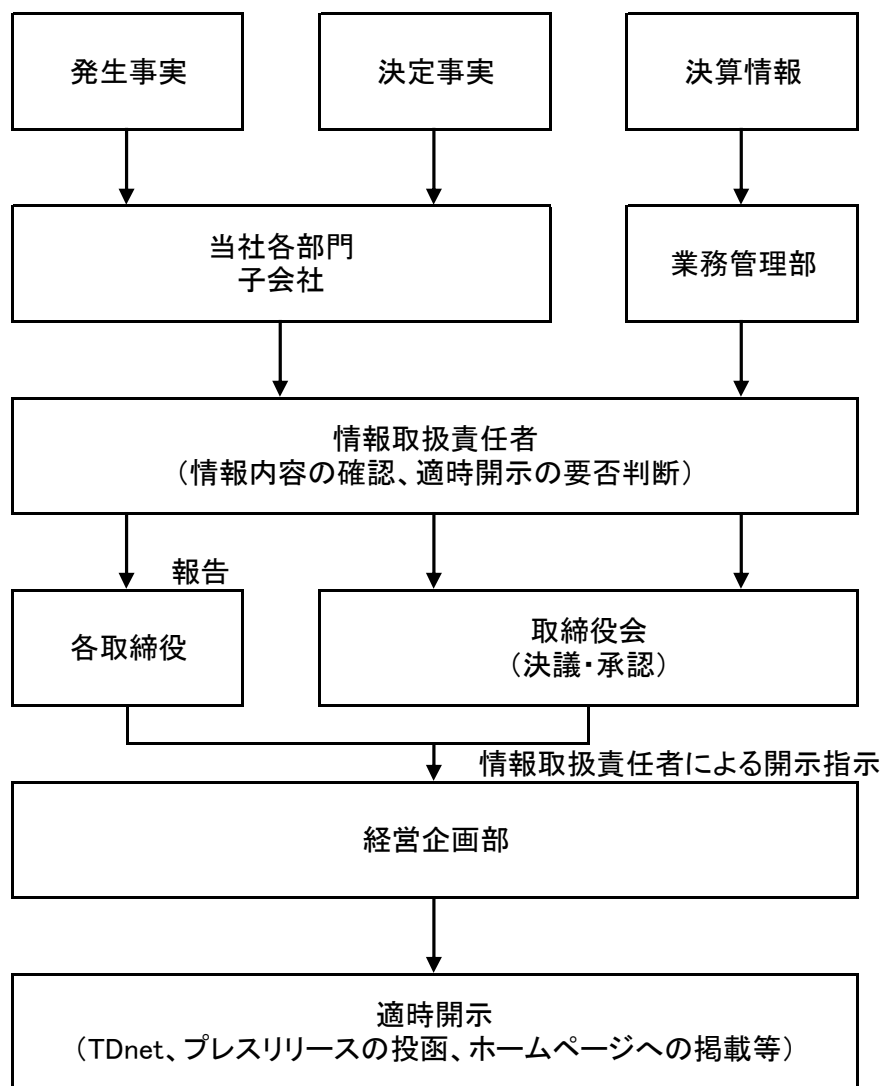 発生事実
決定事実
決算情報
当社各部門
子会社
業務管理部
情報取扱責任者
（情報内容の確認、適時開示の要否判断）
報告
各取締役
取締役会
（決議・承認）
情報取扱責任者による開示指示
経営企画部
適時開示
（TDnet、プレスリリースの投函、ホームページへの掲載等）